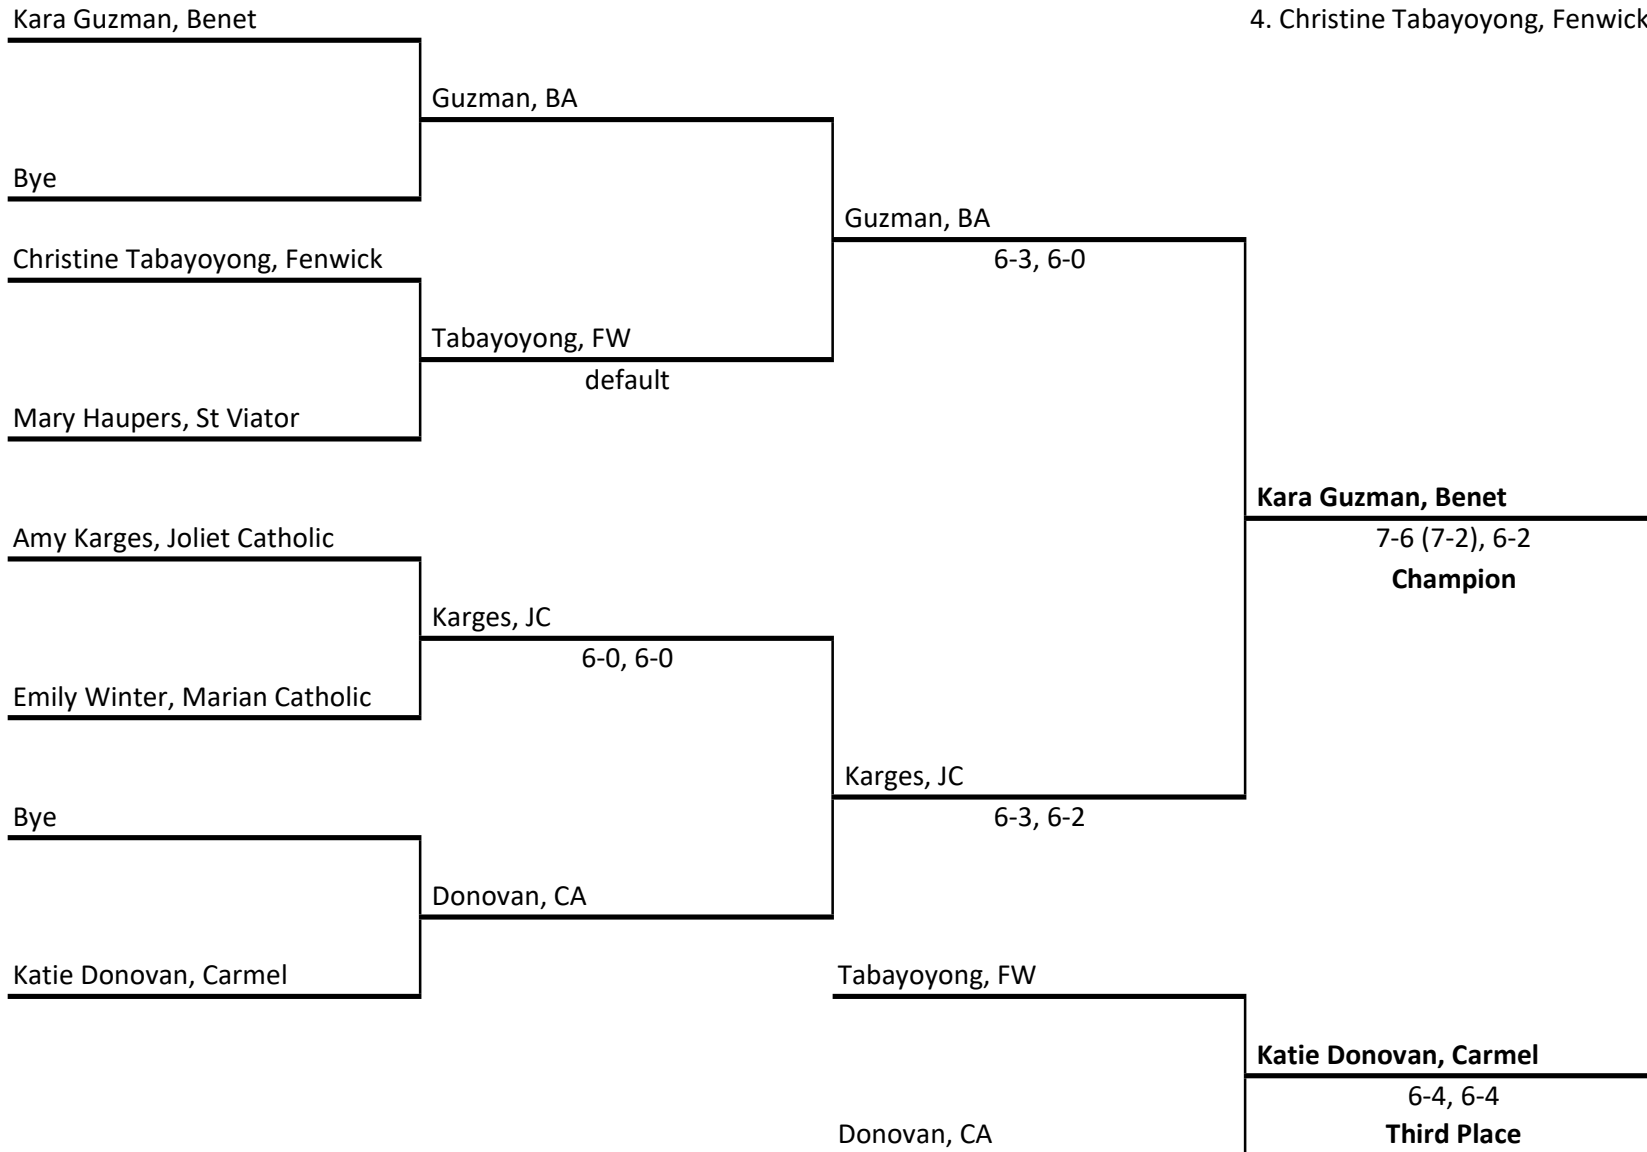 Kara Guzman, Benet
4. Christine Tabayoyong, Fenwick
Guzman, BA
Bye
Guzman, BA
6-3, 6-0
Christine Tabayoyong, Fenwick
Tabayoyong, FW
default
Mary Haupers, St Viator
Kara Guzman, Benet
7-6 (7-2), 6-2
Champion
Amy Karges, Joliet Catholic
Karges, JC
6-0, 6-0
Emily Winter, Marian Catholic
Karges, JC
6-3, 6-2
Bye
Donovan, CA
Katie Donovan, Carmel
Tabayoyong, FW
Katie Donovan, Carmel
6-4, 6-4
Donovan, CA
Third Place